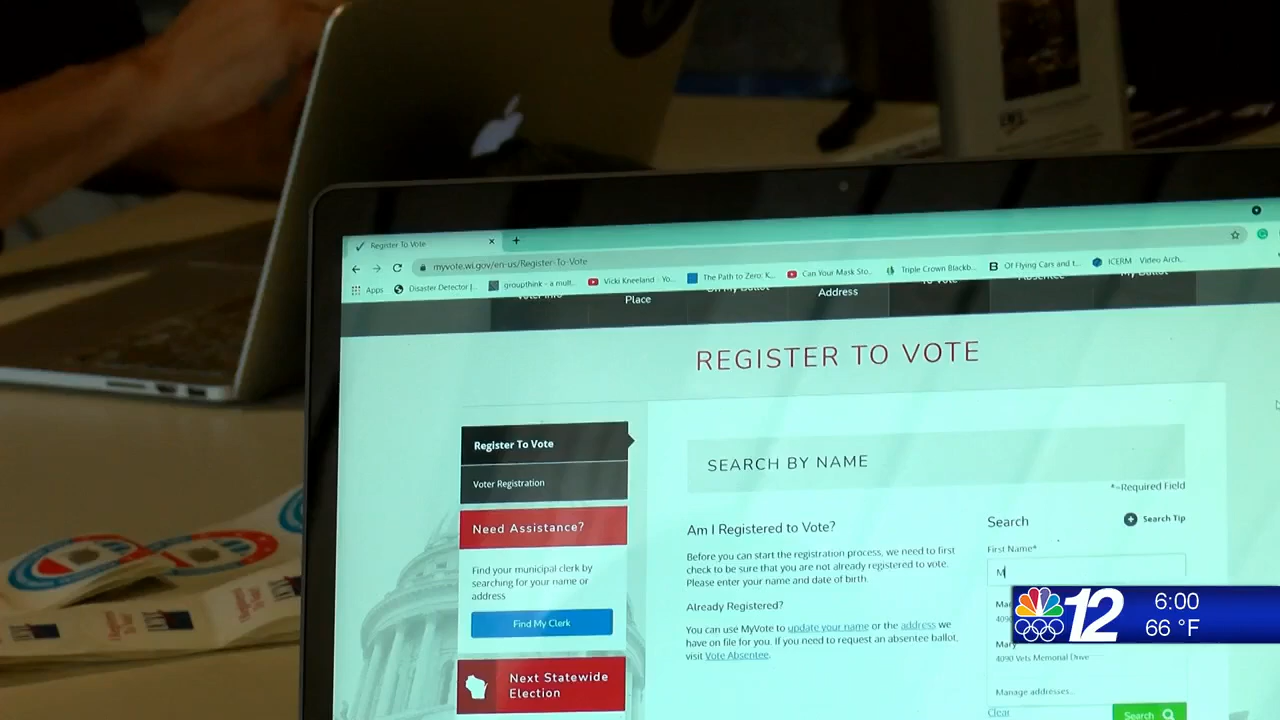 Register To Vote
myvote.wi.gov/en-us/Register-To-Vote
Apps
Disaster Detector |...
groupthink - a mult...
Vicki Kneeland - Yo...
The Path to Zero: K...
Can Your Mask Sto...
Triple Crown Blackb...
Of Flying Cars and t...
ICERM - Video Arch...
Place
Address
REGISTER TO VOTE
Register To Vote
Voter Registration
Need Assistance?
Find your municipal clerk by
searching for your name or
address
Find My Clerk
Next Statewide
Election
SEARCH BY NAME
*=Required Field
Am I Registered to Vote?
Before you can start the registration process, we need to first
check to be sure that you are not already registered to vote.
Please enter your name and date of birth.
Already Registered?
You can use MyVote to update your name or the address we
have on file for you. If you need to request an absentee ballot,
visit Vote Absentee.
Search
Search Tip
First Name*
M
Mary
4090 Vets Memorial Drive
Manage addresses...
Clear
Search
12
6:00
66 °F